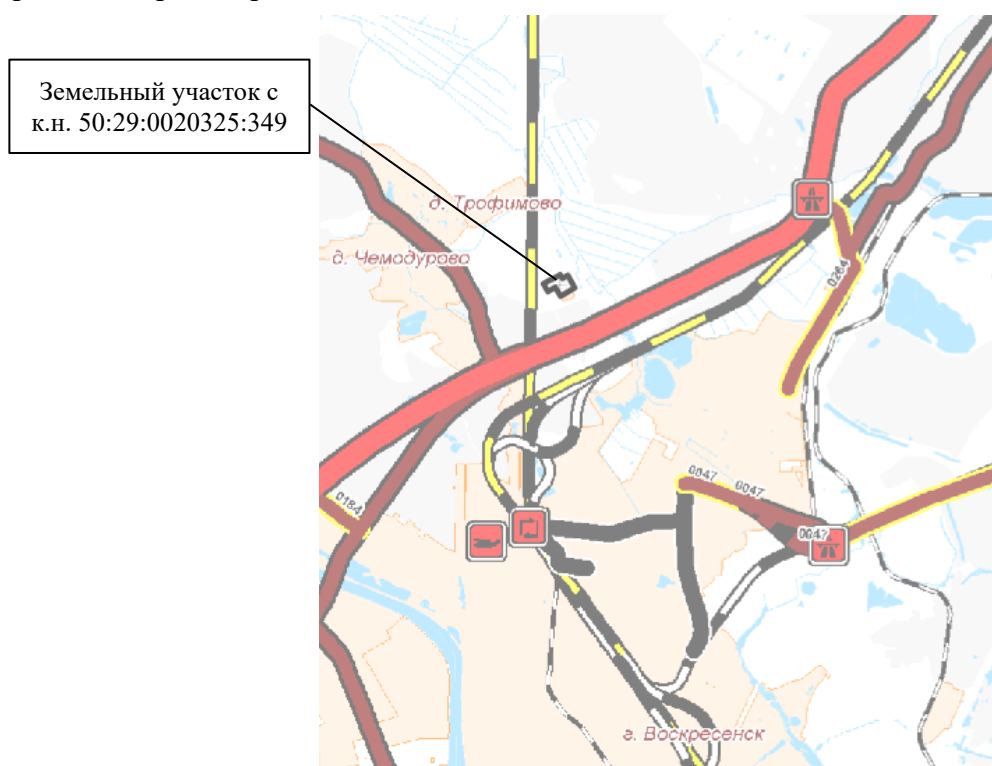 Земельный участок с
к.н. 50:29:0020325:349
д. Трофимово
д. Чемодурово
0264
0047
0047
0184
0047
г. Воскресенск